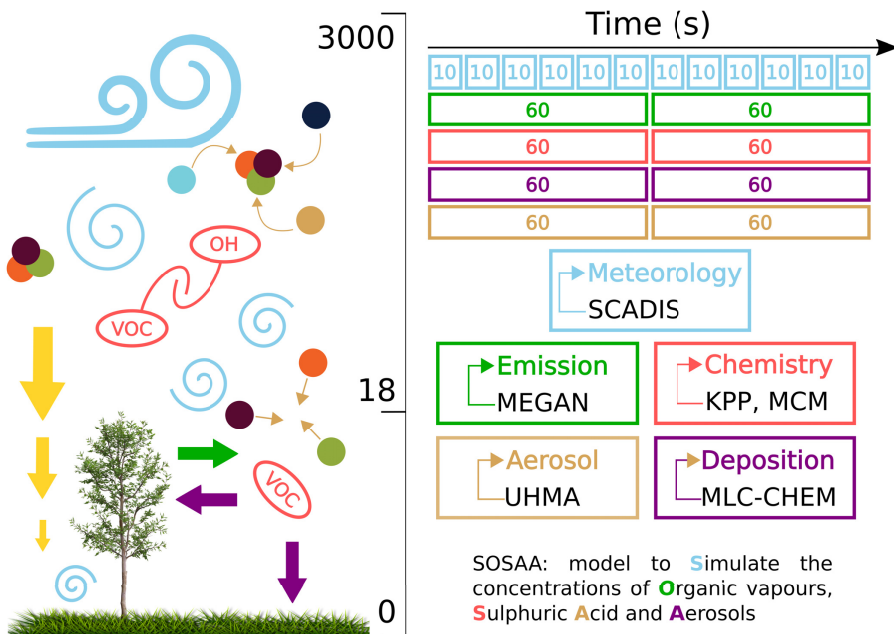 3000
18
0
OH
VOC
VOC
Time (s)
10 10 10 10 10 10 10 10 10 10 10 10
60 60
60 60
60 60
60 60
Meteorology
SCADIS
Emission
MEGAN
Chemistry
KPP, MCM
Aerosol
UHMA
Deposition
MLC-CHEM
SOSAA: model to Simulate the
concentrations of Organic vapours,
Sulphuric Acid and Aerosols